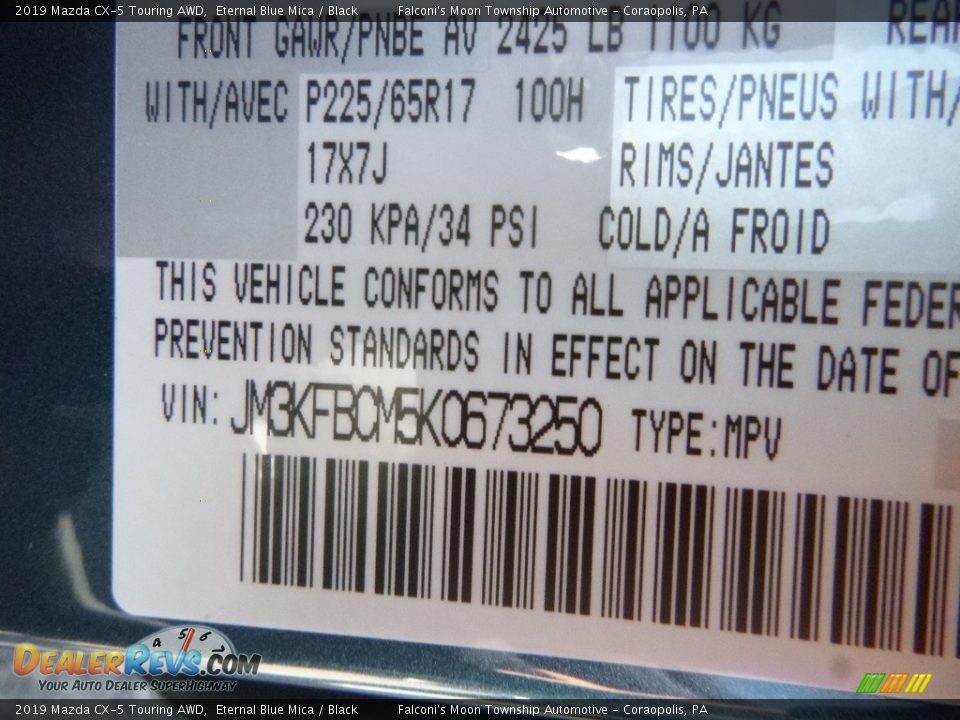 2019 Mazda CX-5 Touring AWD, Eternal Blue Mica / Black Falconi's Moon Township Automotive - Coraopolis, PA
FRONT GAWR/PNBE AV 2425 LB 1100 KG
WITH/AVEC P225/65R17 100H TIRES/PNEUS WITH/
17X7J RIMS/JANTES
230 KPA/34 PSI COLD/A FROID
THIS VEHICLE CONFORMS TO ALL APPLICABLE FEDER
PREVENTION STANDARDS IN EFFECT ON THE DATE OF
VIN: JM3KFBCM5K0673250 TYPE:MPV
4 5 6
DEALERREVS.COM
YOUR AUTO DEALER SUPERHIGHWAY
2019 Mazda CX-5 Touring AWD, Eternal Blue Mica / Black Falconi's Moon Township Automotive - Coraopolis, PA